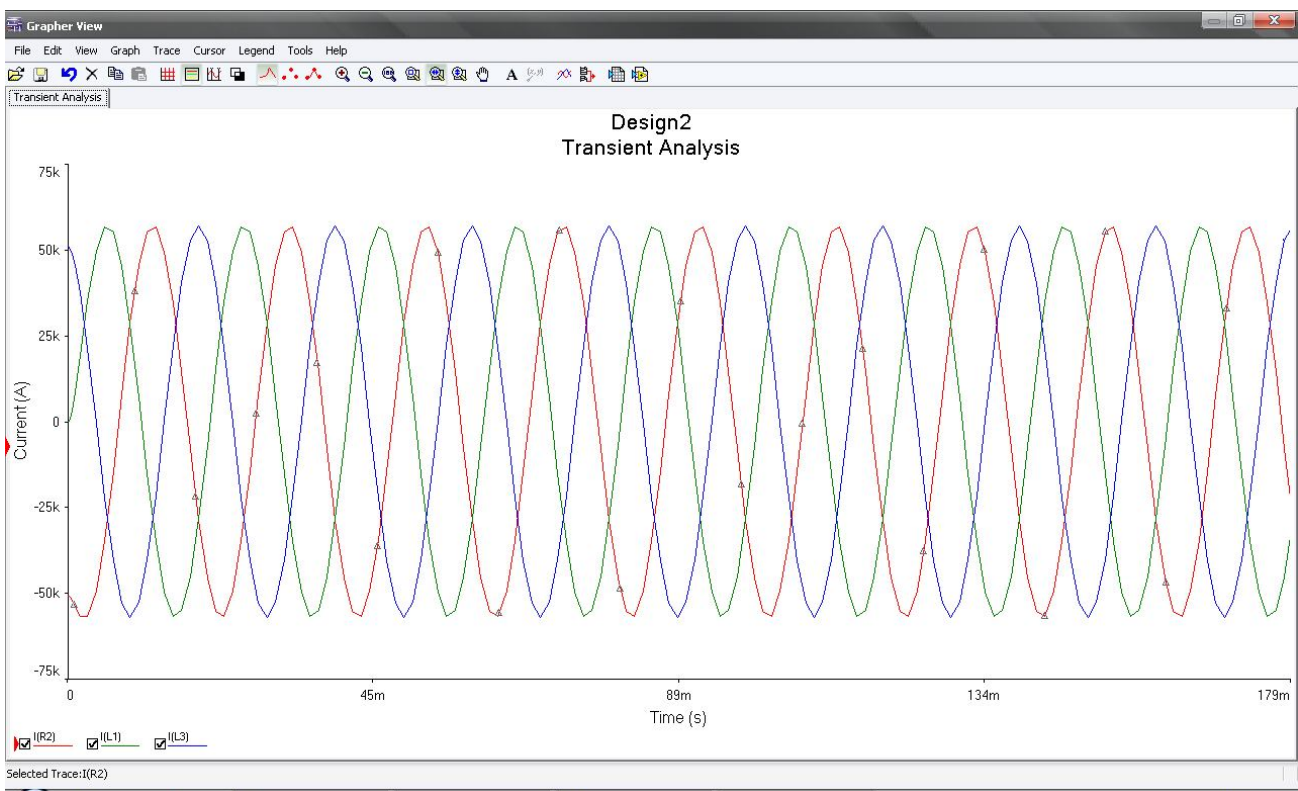 Grapher View
File Edit View Graph Trace Cursor Legend Tools Help
Transient Analysis
Design2
Transient Analysis
75k
50k
25k
0
-25k
-50k
-75k
Current (A)
0 45m 89m 134m 179m
Time (s)
I(R2) I(L1) I(L3)
Selected Trace:I(R2)